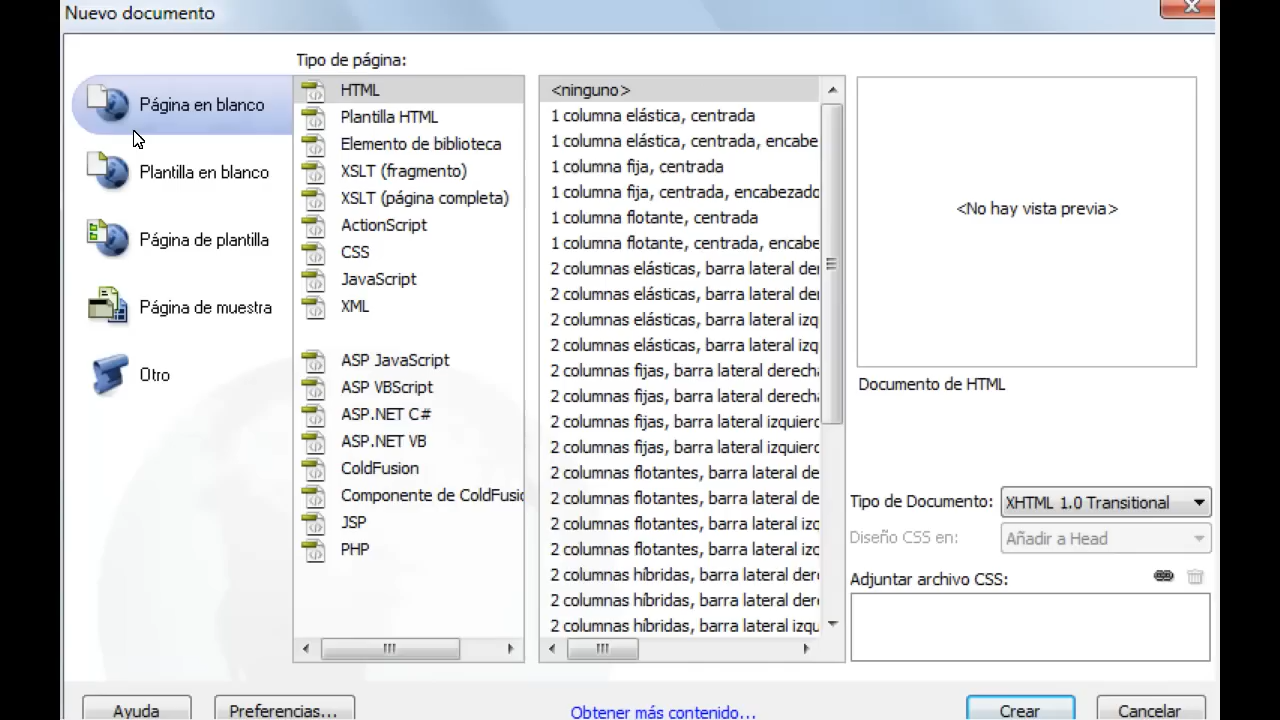 Nuevo documento
Página en blanco
Plantilla en blanco
Página de plantilla
Página de muestra
Otro
Tipo de página:
HTML
Plantilla HTML
Elemento de biblioteca
XSLT (fragmento)
XSLT (página completa)
ActionScript
CSS
JavaScript
XML
ASP JavaScript
ASP VBScript
ASP.NET C#
ASP.NET VB
ColdFusion
Componente de ColdFusio
JSP
PHP
<ninguno>
1 columna elástica, centrada
1 columna elástica, centrada, encabe
1 columna fija, centrada
1 columna fija, centrada, encabezado
1 columna flotante, centrada
1 columna flotante, centrada, encabe
2 columnas elásticas, barra lateral der
2 columnas elásticas, barra lateral der
2 columnas elásticas, barra lateral izq
2 columnas elásticas, barra lateral izq
2 columnas fijas, barra lateral derecha
2 columnas fijas, barra lateral derecha
2 columnas fijas, barra lateral izquierd
2 columnas fijas, barra lateral izquierd
2 columnas flotantes, barra lateral de
2 columnas flotantes, barra lateral de
2 columnas flotantes, barra lateral izq
2 columnas flotantes, barra lateral izq
2 columnas híbridas, barra lateral dere
2 columnas híbridas, barra lateral dere
2 columnas híbridas, barra lateral izqu
<No hay vista previa>
Documento de HTML
Tipo de Documento: XHTML 1.0 Transitional
Diseño CSS en: Añadir a Head
Adjuntar archivo CSS:
Ayuda
Preferencias...
Obtener más contenido...
Crear
Cancelar